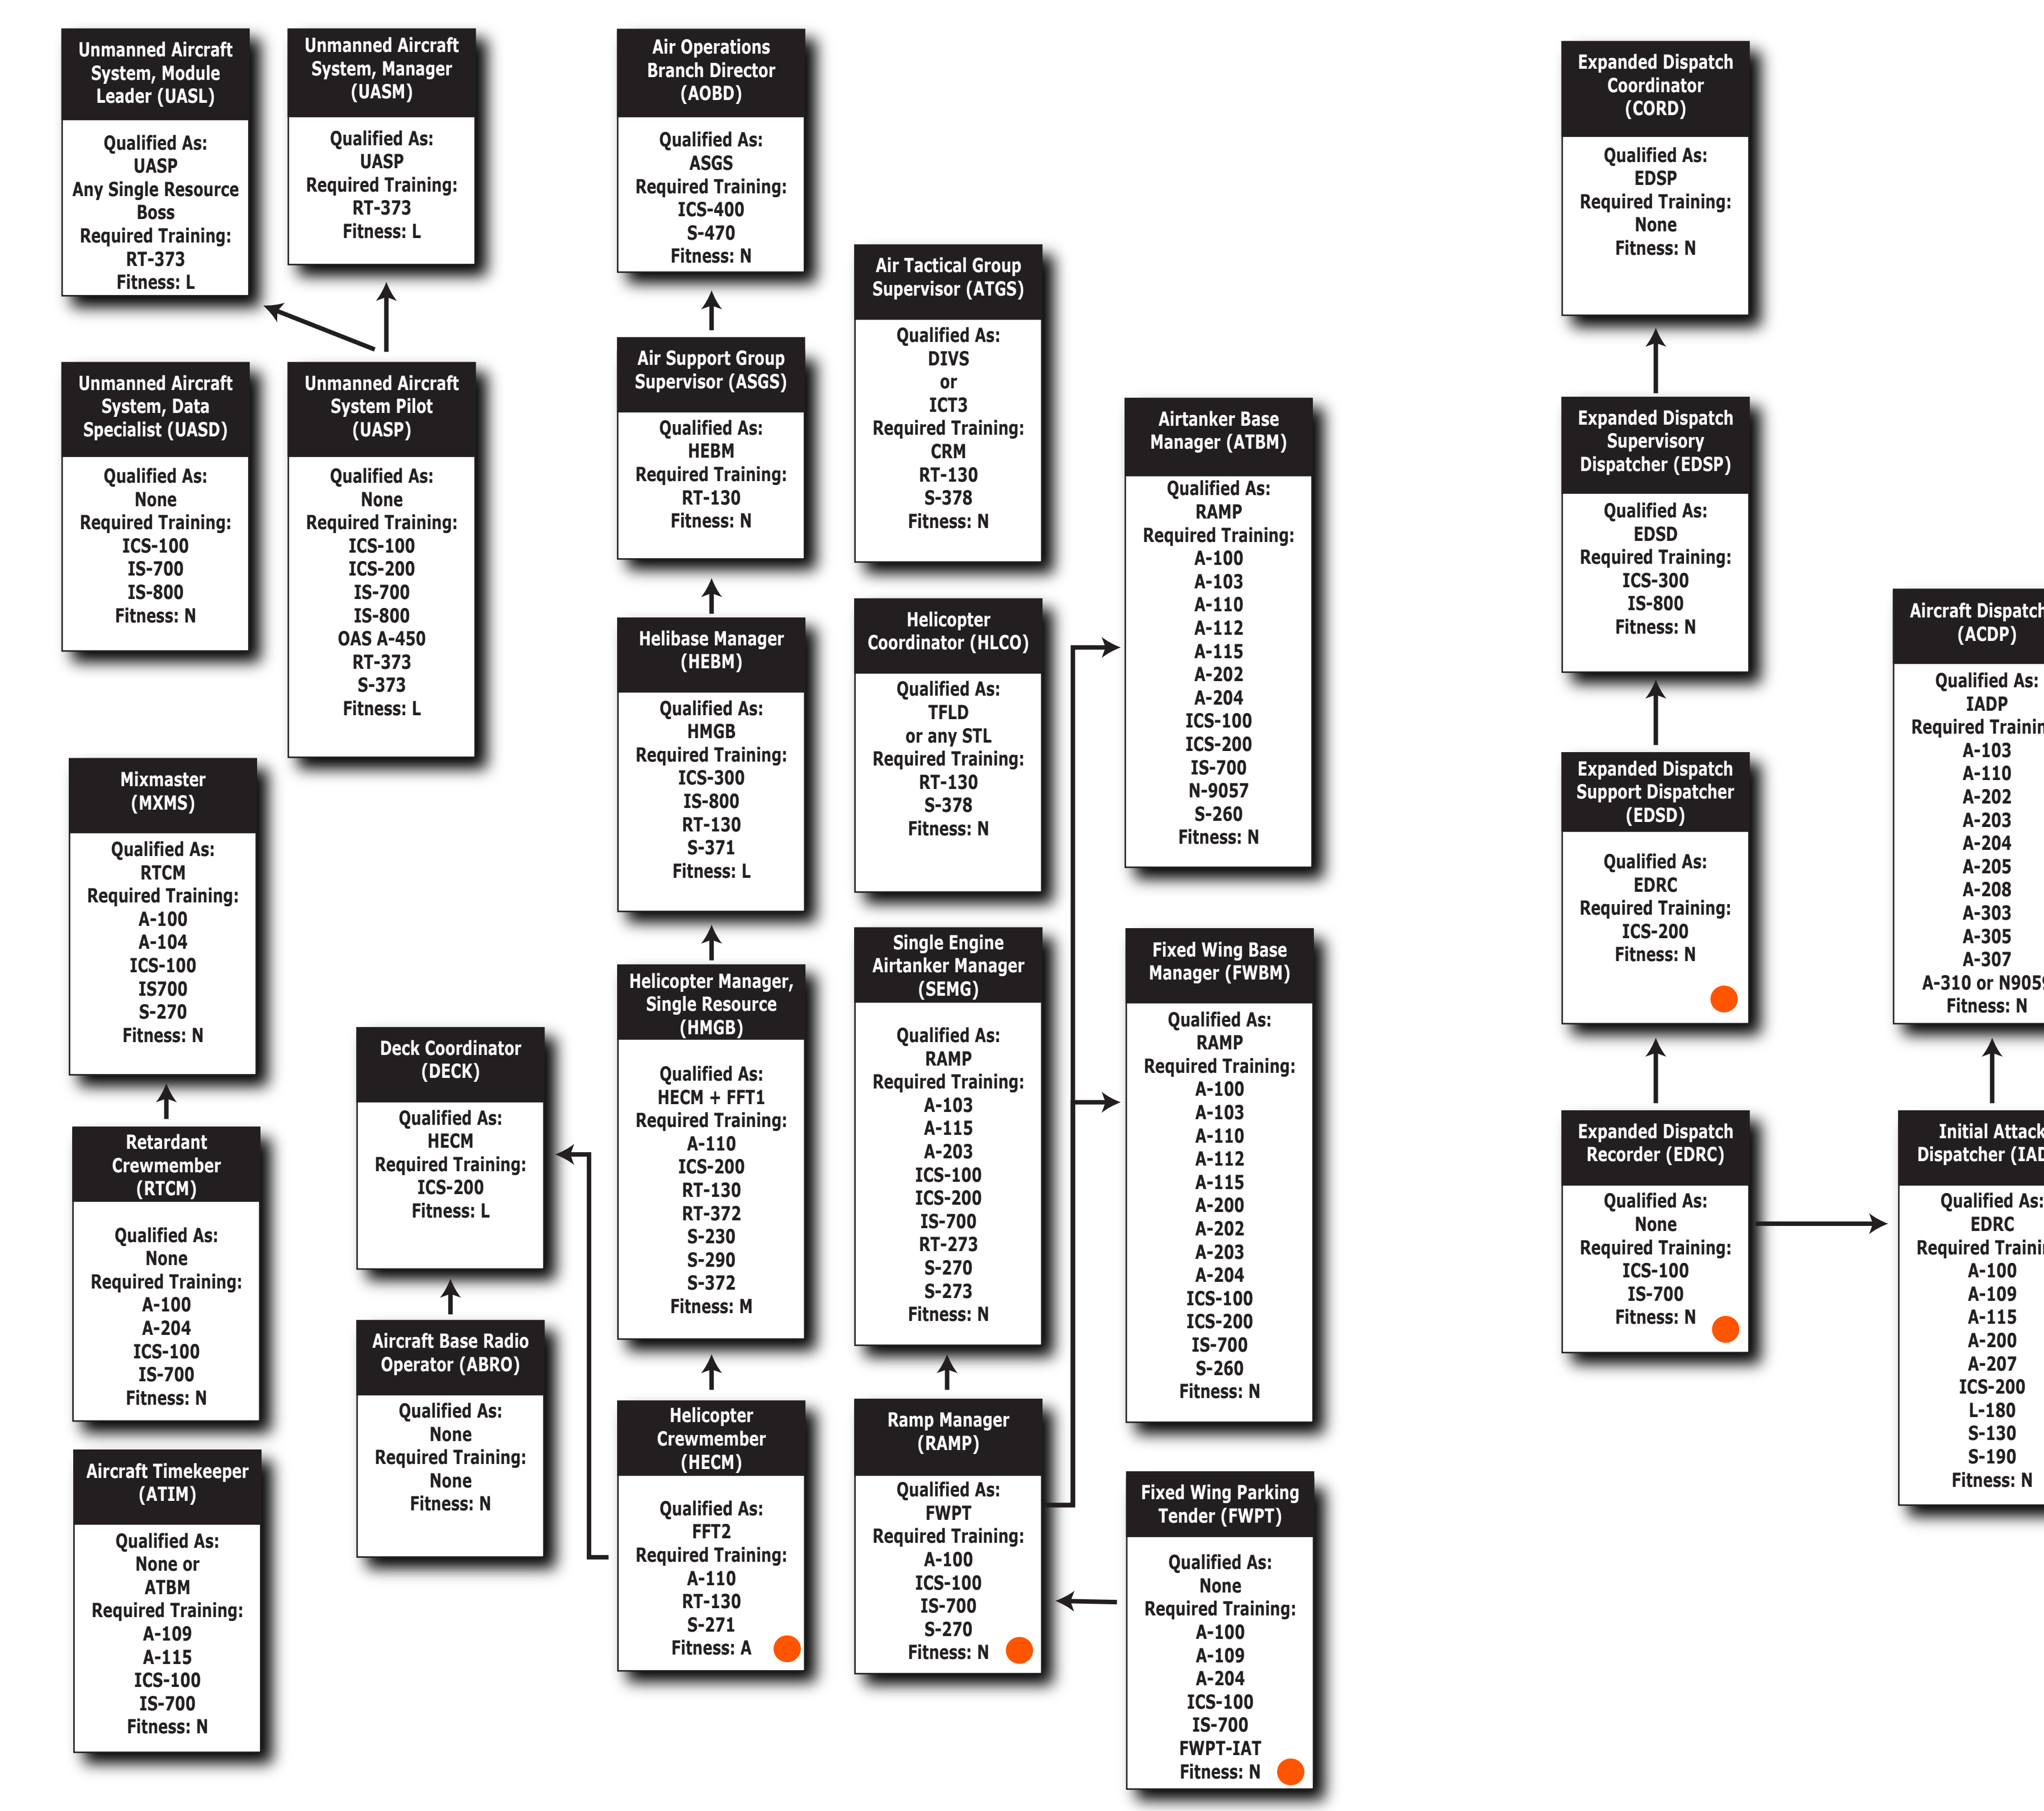 Unmanned Aircraft
System, Module
Leader (UASL)
Qualified As:
UASP
Any Single Resource
Boss
Required Training:
RT-373
Fitness: L
Unmanned Aircraft
System, Manager
(UASM)
Qualified As:
UASP
Required Training:
RT-373
Fitness: L
Unmanned Aircraft
System, Data
Specialist (UASD)
Qualified As:
None
Required Training:
ICS-100
IS-700
IS-800
Fitness: N
Unmanned Aircraft
System Pilot
(UASP)
Qualified As:
None
Required Training:
ICS-100
ICS-200
IS-700
IS-800
OAS A-450
RT-373
S-373
Fitness: L
Mixmaster
(MXMS)
Qualified As:
RTCM
Required Training:
A-100
A-104
ICS-100
IS700
S-270
Fitness: N
Retardant
Crewmember
(RTCM)
Qualified As:
None
Required Training:
A-100
A-204
ICS-100
IS-700
Fitness: N
Aircraft Timekeeper
(ATIM)
Qualified As:
None or
ATBM
Required Training:
A-109
A-115
ICS-100
IS-700
Fitness: N
Deck Coordinator
(DECK)
Qualified As:
HECM
Required Training:
ICS-200
Fitness: L
Aircraft Base Radio
Operator (ABRO)
Qualified As:
None
Required Training:
None
Fitness: N
Air Operations
Branch Director
(AOBD)
Qualified As:
ASGS
Required Training:
ICS-400
S-470
Fitness: N
Air Support Group
Supervisor (ASGS)
Qualified As:
HEBM
Required Training:
RT-130
Fitness: N
Helibase Manager
(HEBM)
Qualified As:
HMGB
Required Training:
ICS-300
IS-800
RT-130
S-371
Fitness: L
Helicopter Manager,
Single Resource
(HMGB)
Qualified As:
HECM + FFT1
Required Training:
A-110
ICS-200
RT-130
RT-372
S-230
S-290
S-372
Fitness: M
Helicopter
Crewmember
(HECM)
Qualified As:
FFT2
Required Training:
A-110
RT-130
S-271
Fitness: A
Air Tactical Group
Supervisor (ATGS)
Qualified As:
DIVS
or
ICT3
Required Training:
CRM
RT-130
S-378
Fitness: N
Helicopter
Coordinator (HLCO)
Qualified As:
TFLD
or any STL
Required Training:
RT-130
S-378
Fitness: N
Single Engine
Airtanker Manager
(SEMG)
Qualified As:
RAMP
Required Training:
A-103
A-115
A-203
ICS-100
ICS-200
IS-700
RT-273
S-270
S-273
Fitness: N
Ramp Manager
(RAMP)
Qualified As:
FWPT
Required Training:
A-100
ICS-100
IS-700
S-270
Fitness: N
Airtanker Base
Manager (ATBM)
Qualified As:
RAMP
Required Training:
A-100
A-103
A-110
A-112
A-115
A-202
A-204
ICS-100
ICS-200
IS-700
N-9057
S-260
Fitness: N
Fixed Wing Base
Manager (FWBM)
Qualified As:
RAMP
Required Training:
A-100
A-103
A-110
A-112
A-115
A-200
A-202
A-203
A-204
ICS-100
ICS-200
IS-700
S-260
Fitness: N
Fixed Wing Parking
Tender (FWPT)
Qualified As:
None
Required Training:
A-100
A-109
A-204
ICS-100
IS-700
FWPT-IAT
Fitness: N
Expanded Dispatch
Coordinator
(CORD)
Qualified As:
EDSP
Required Training:
None
Fitness: N
Expanded Dispatch
Supervisory
Dispatcher (EDSP)
Qualified As:
EDSD
Required Training:
ICS-300
IS-800
Fitness: N
Expanded Dispatch
Support Dispatcher
(EDSD)
Qualified As:
EDRC
Required Training:
ICS-200
Fitness: N
Expanded Dispatch
Recorder (EDRC)
Qualified As:
None
Required Training:
ICS-100
IS-700
Fitness: N
Aircraft
(ACDP)
Qualified As:
IADP
Required
A-103
A-110
A-202
A-203
A-204
A-205
A-208
A-303
A-305
A-307
A-310 or
Fitness: N
Initial Attack
Dispatcher
Qualified As:
EDRC
Required
A-100
A-109
A-115
A-200
A-207
ICS-200
L-180
S-130
S-190
Fitness: N